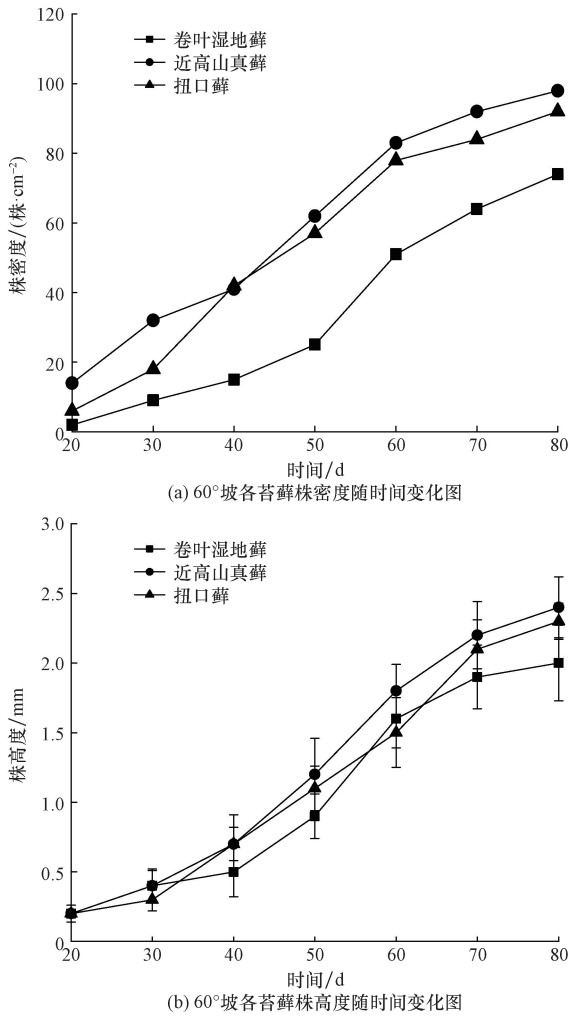 120
100
80
60
40
20
0
株密度/(株·cm⁻²)
卷叶湿地藓
近高山真藓
扭口藓
20 30 40 50 60 70 80
时间/d
(a) 60°坡各苔藓株密度随时间变化图
3.0
2.5
2.0
1.5
1.0
0.5
0
株高度/mm
卷叶湿地藓
近高山真藓
扭口藓
20 30 40 50 60 70 80
时间/d
(b) 60°坡各苔藓株高度随时间变化图